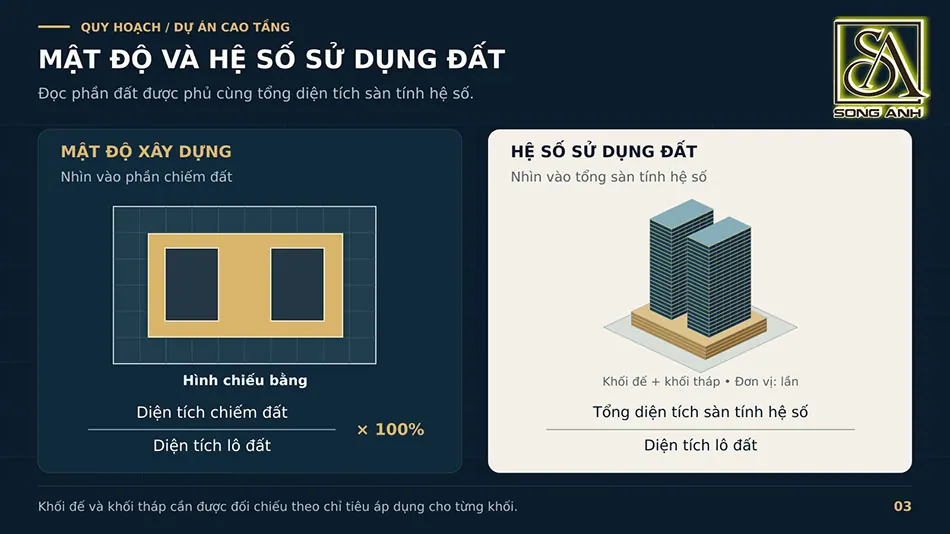 QUY HOẠCH / DỰ ÁN CAO TẦNG
MẬT ĐỘ VÀ HỆ SỐ SỬ DỤNG ĐẤT
Đọc phần đất được phủ cùng tổng diện tích sàn tính hệ số.
SA
SONG ANH
MẬT ĐỘ XÂY DỰNG
Nhìn vào phần chiếm đất
Hình chiếu bằng
Diện tích chiếm đất
× 100%
Diện tích lô đất
HỆ SỐ SỬ DỤNG ĐẤT
Nhìn vào tổng sàn tính hệ số
Khối đế + khối tháp • Đơn vị: lần
Tổng diện tích sàn tính hệ số
Diện tích lô đất
Khối đế và khối tháp cần được đối chiếu theo chỉ tiêu áp dụng cho từng khối.
03